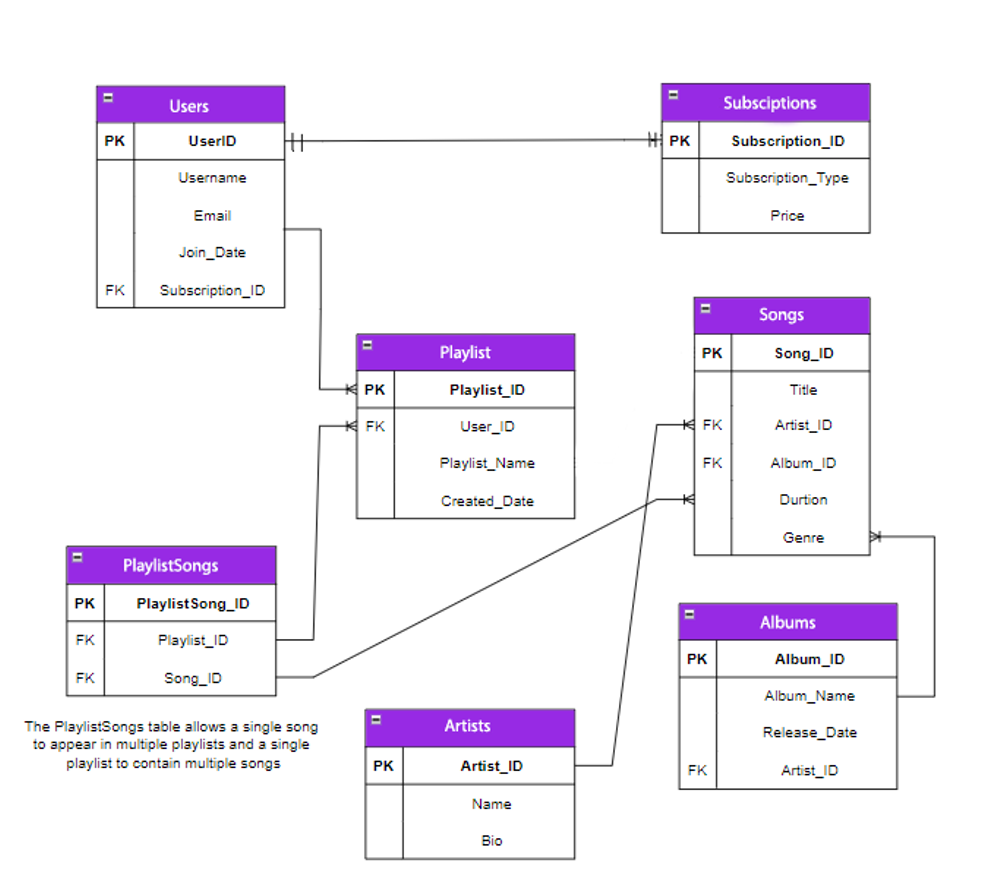 Users
PK UserID
Username
Email
Join_Date
FK Subscription_ID
Subsciptions
PK Subscription_ID
Subscription_Type
Price
Playlist
PK Playlist_ID
FK User_ID
Playlist_Name
Created_Date
Songs
PK Song_ID
Title
FK Artist_ID
FK Album_ID
Durtion
Genre
PlaylistSongs
PK PlaylistSong_ID
FK Playlist_ID
FK Song_ID
The PlaylistSongs table allows a single song
to appear in multiple playlists and a single
playlist to contain multiple songs
Artists
PK Artist_ID
Name
Bio
Albums
PK Album_ID
Album_Name
Release_Date
FK Artist_ID